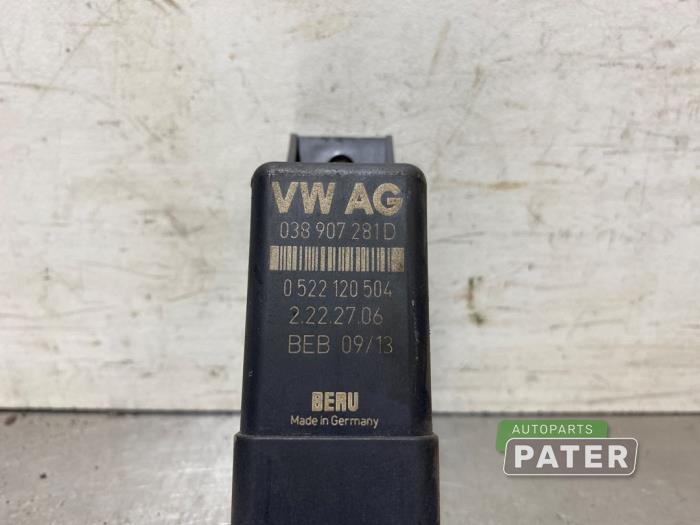 VW AG
038 907 281D
0 522 120 504
2.22.27.06
BEB 09/13
BERU
Made in Germany
AUTOPARTS
PATER